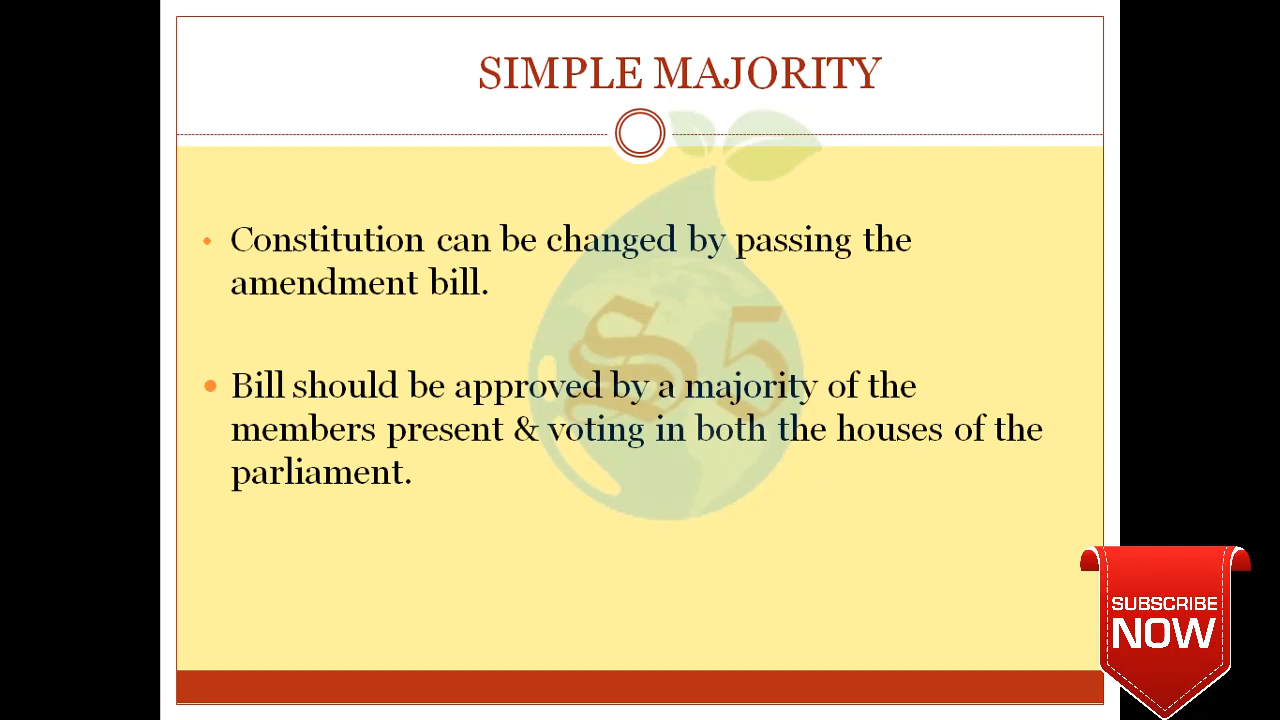 SIMPLE MAJORITY
• Constitution can be changed by passing the
amendment bill.
• Bill should be approved by a majority of the
members present & voting in both the houses of the
parliament.
S5
SUBSCRIBE
NOW